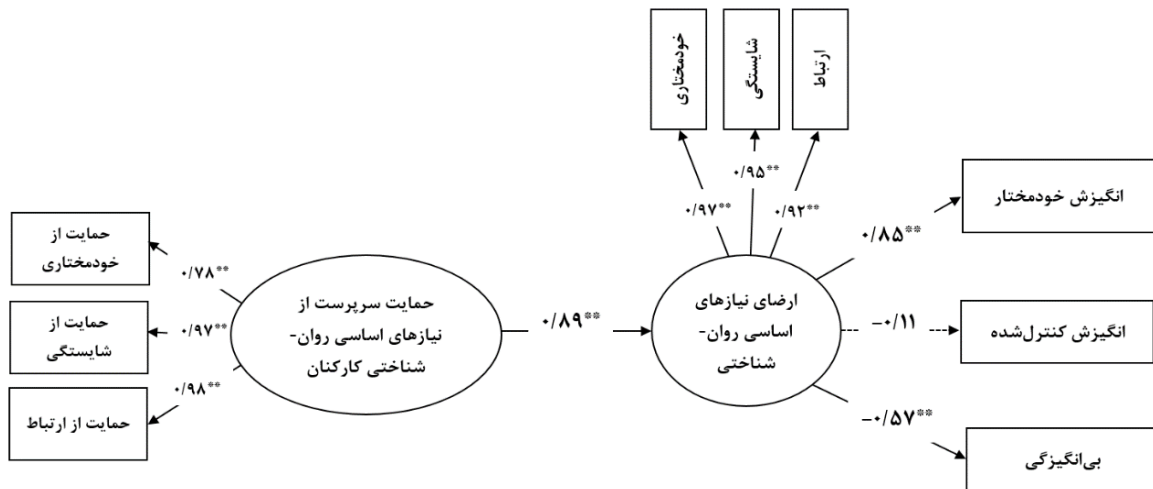 خودمختاری
شایستگی
ارتباط
۰/۹۷**
۰/۹۵**
۰/۹۲**
حمایت از
خودمختاری
حمایت از
شایستگی
حمایت از ارتباط
۰/۷۸**
۰/۹۷**
۰/۹۸**
حمایت سرپرست از
نیازهای اساسی روان-
شناختی کارکنان
۰/۸۹**
ارضای نیازهای
اساسی روان-
شناختی
۰/۸۵**
−۰/۱۱
−۰/۵۷**
انگیزش خودمختار
انگیزش کنترل‌شده
بی‌انگیزگی